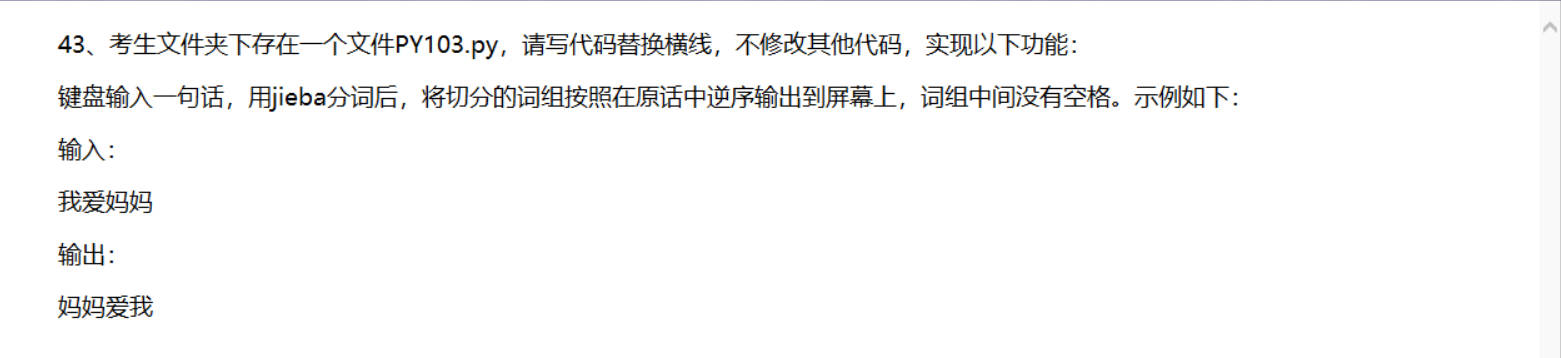 43、考生文件夹下存在一个文件PY103.py，请写代码替换横线，不修改其他代码，实现以下功能：
键盘输入一句话，用jieba分词后，将切分的词组按照在原话中逆序输出到屏幕上，词组中间没有空格。示例如下：
输入：
我爱妈妈
输出：
妈妈爱我